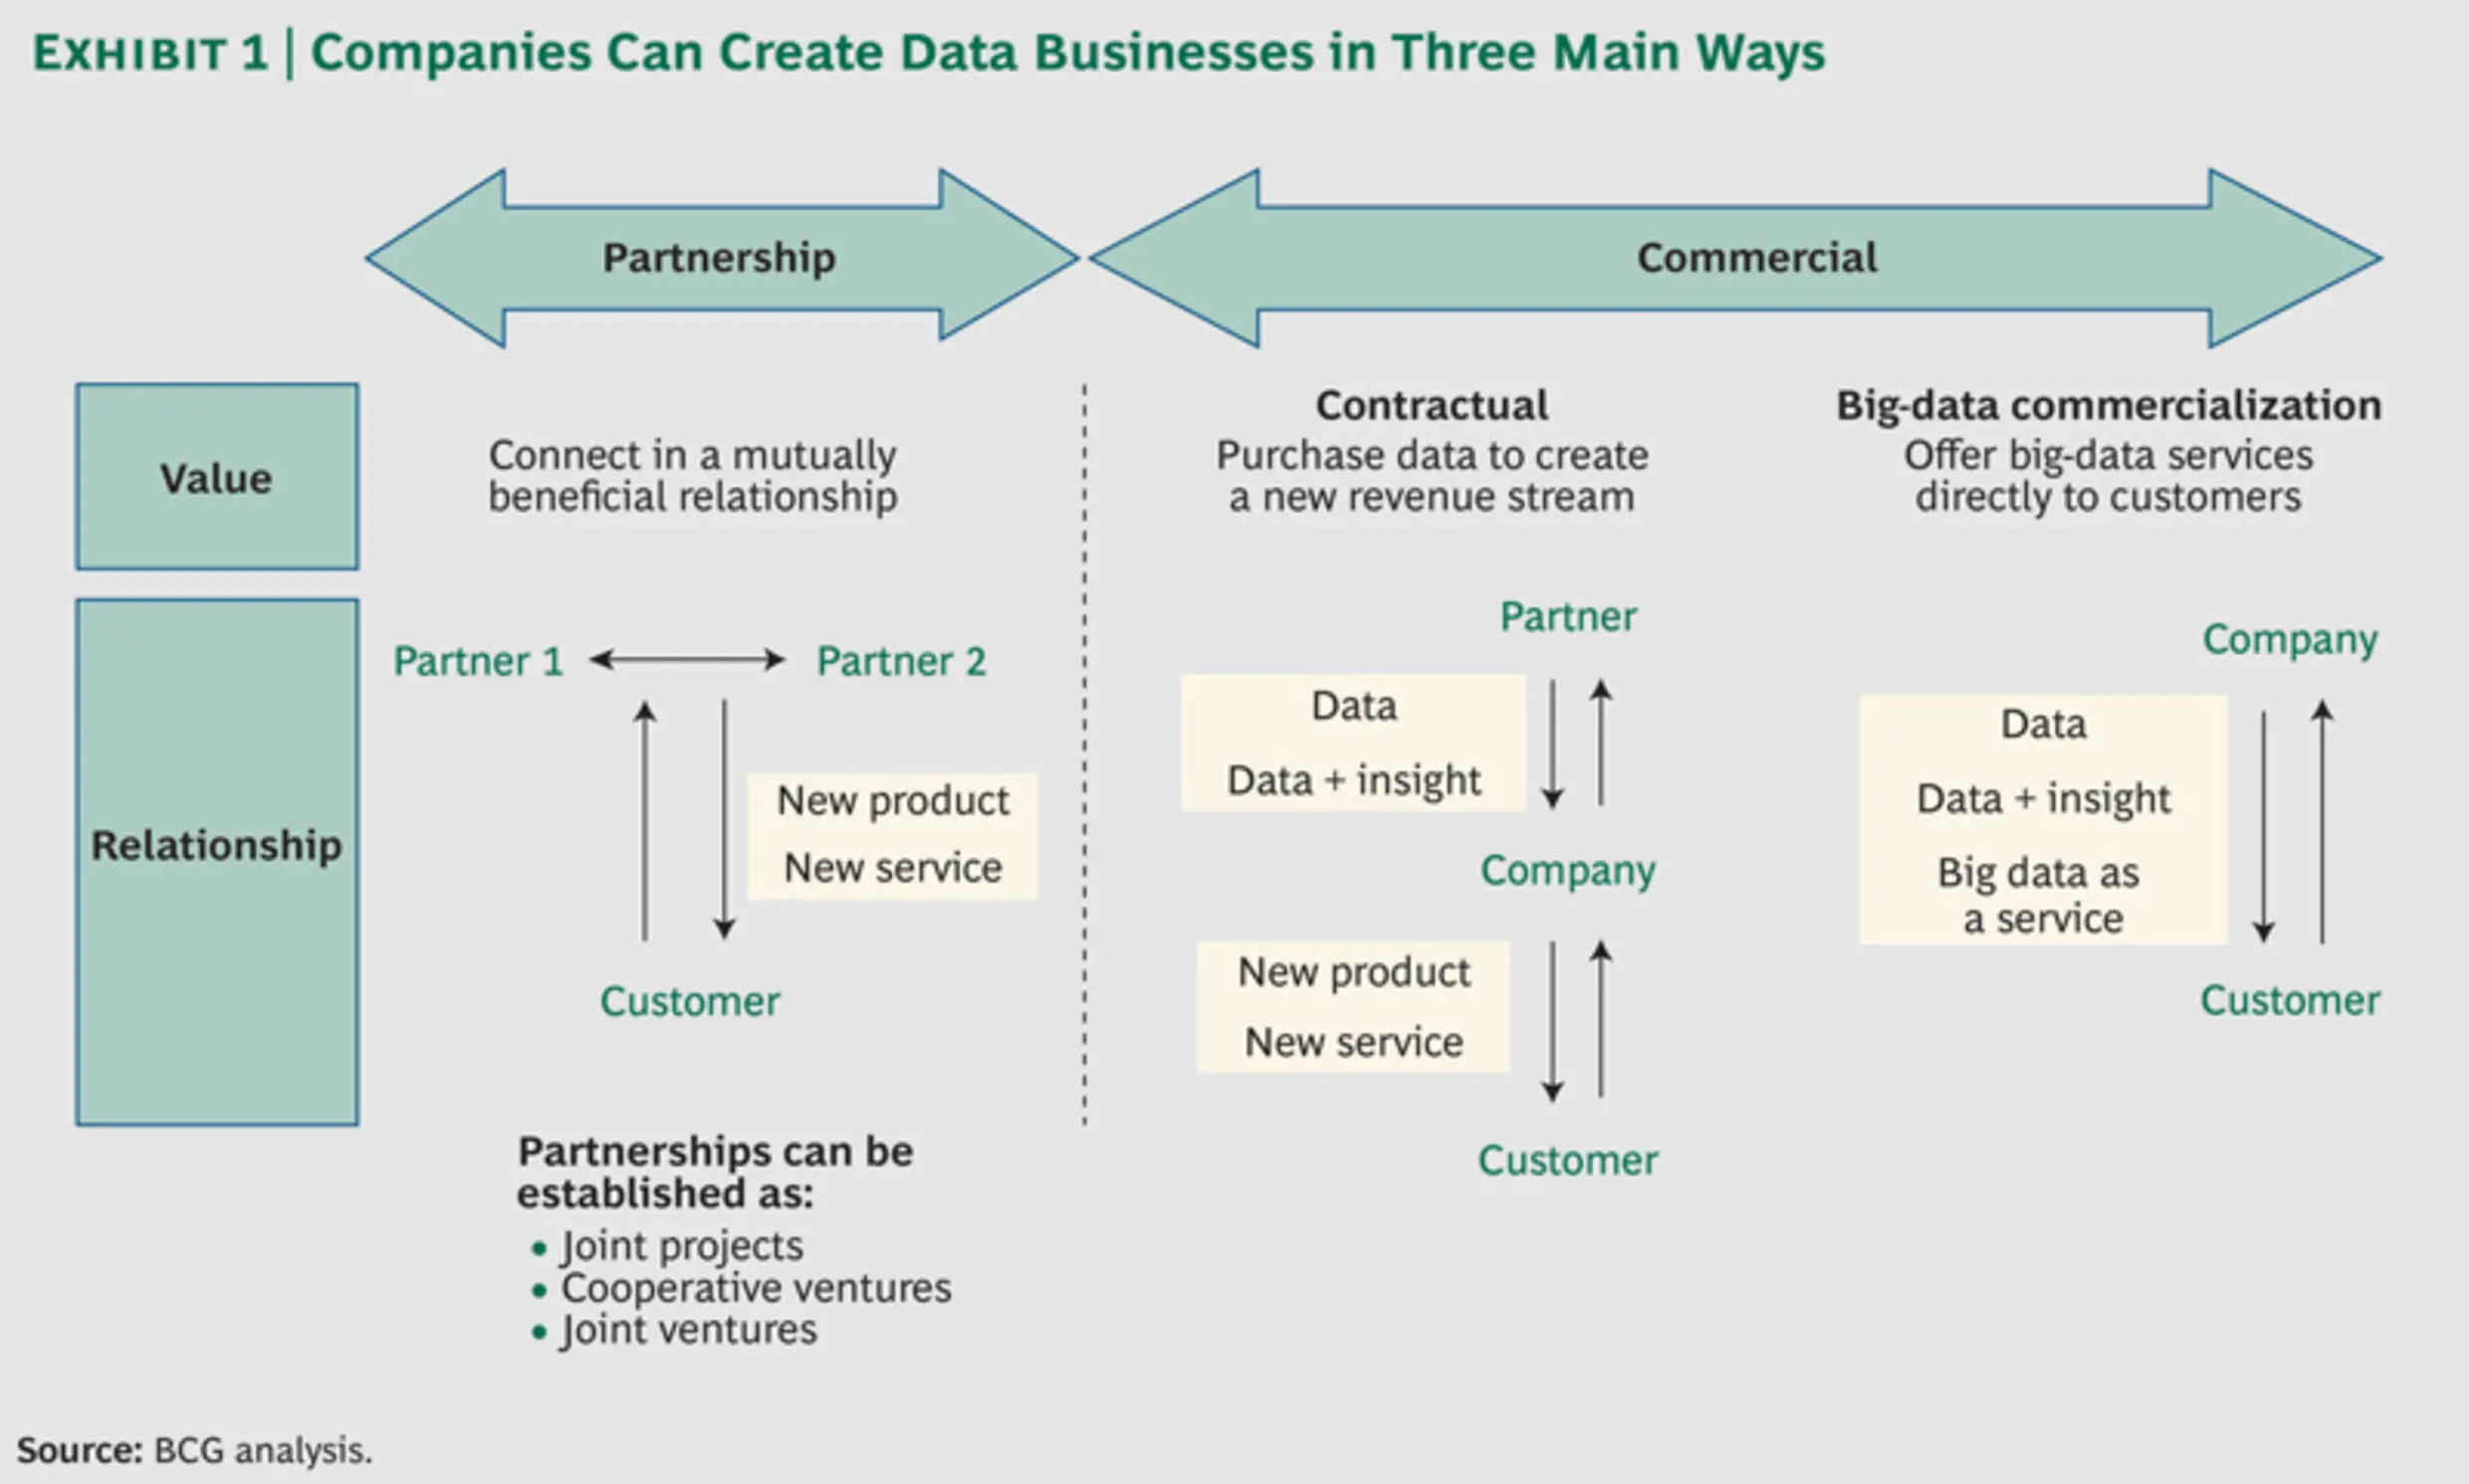 EXHIBIT 1 | Companies Can Create Data Businesses in Three Main Ways
Partnership
Commercial
Value
Connect in a mutually
beneficial relationship
Contractual
Purchase data to create
a new revenue stream
Big-data commercialization
Offer big-data services
directly to customers
Relationship
Partner 1
Partner 2
New product
New service
Customer
Partnerships can be
established as:
• Joint projects
• Cooperative ventures
• Joint ventures
Partner
Data
Data + insight
Company
New product
New service
Customer
Company
Data
Data + insight
Big data as
a service
Customer
Source: BCG analysis.